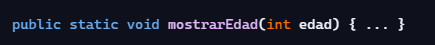 public static void mostrarEdad(int edad) { ... }